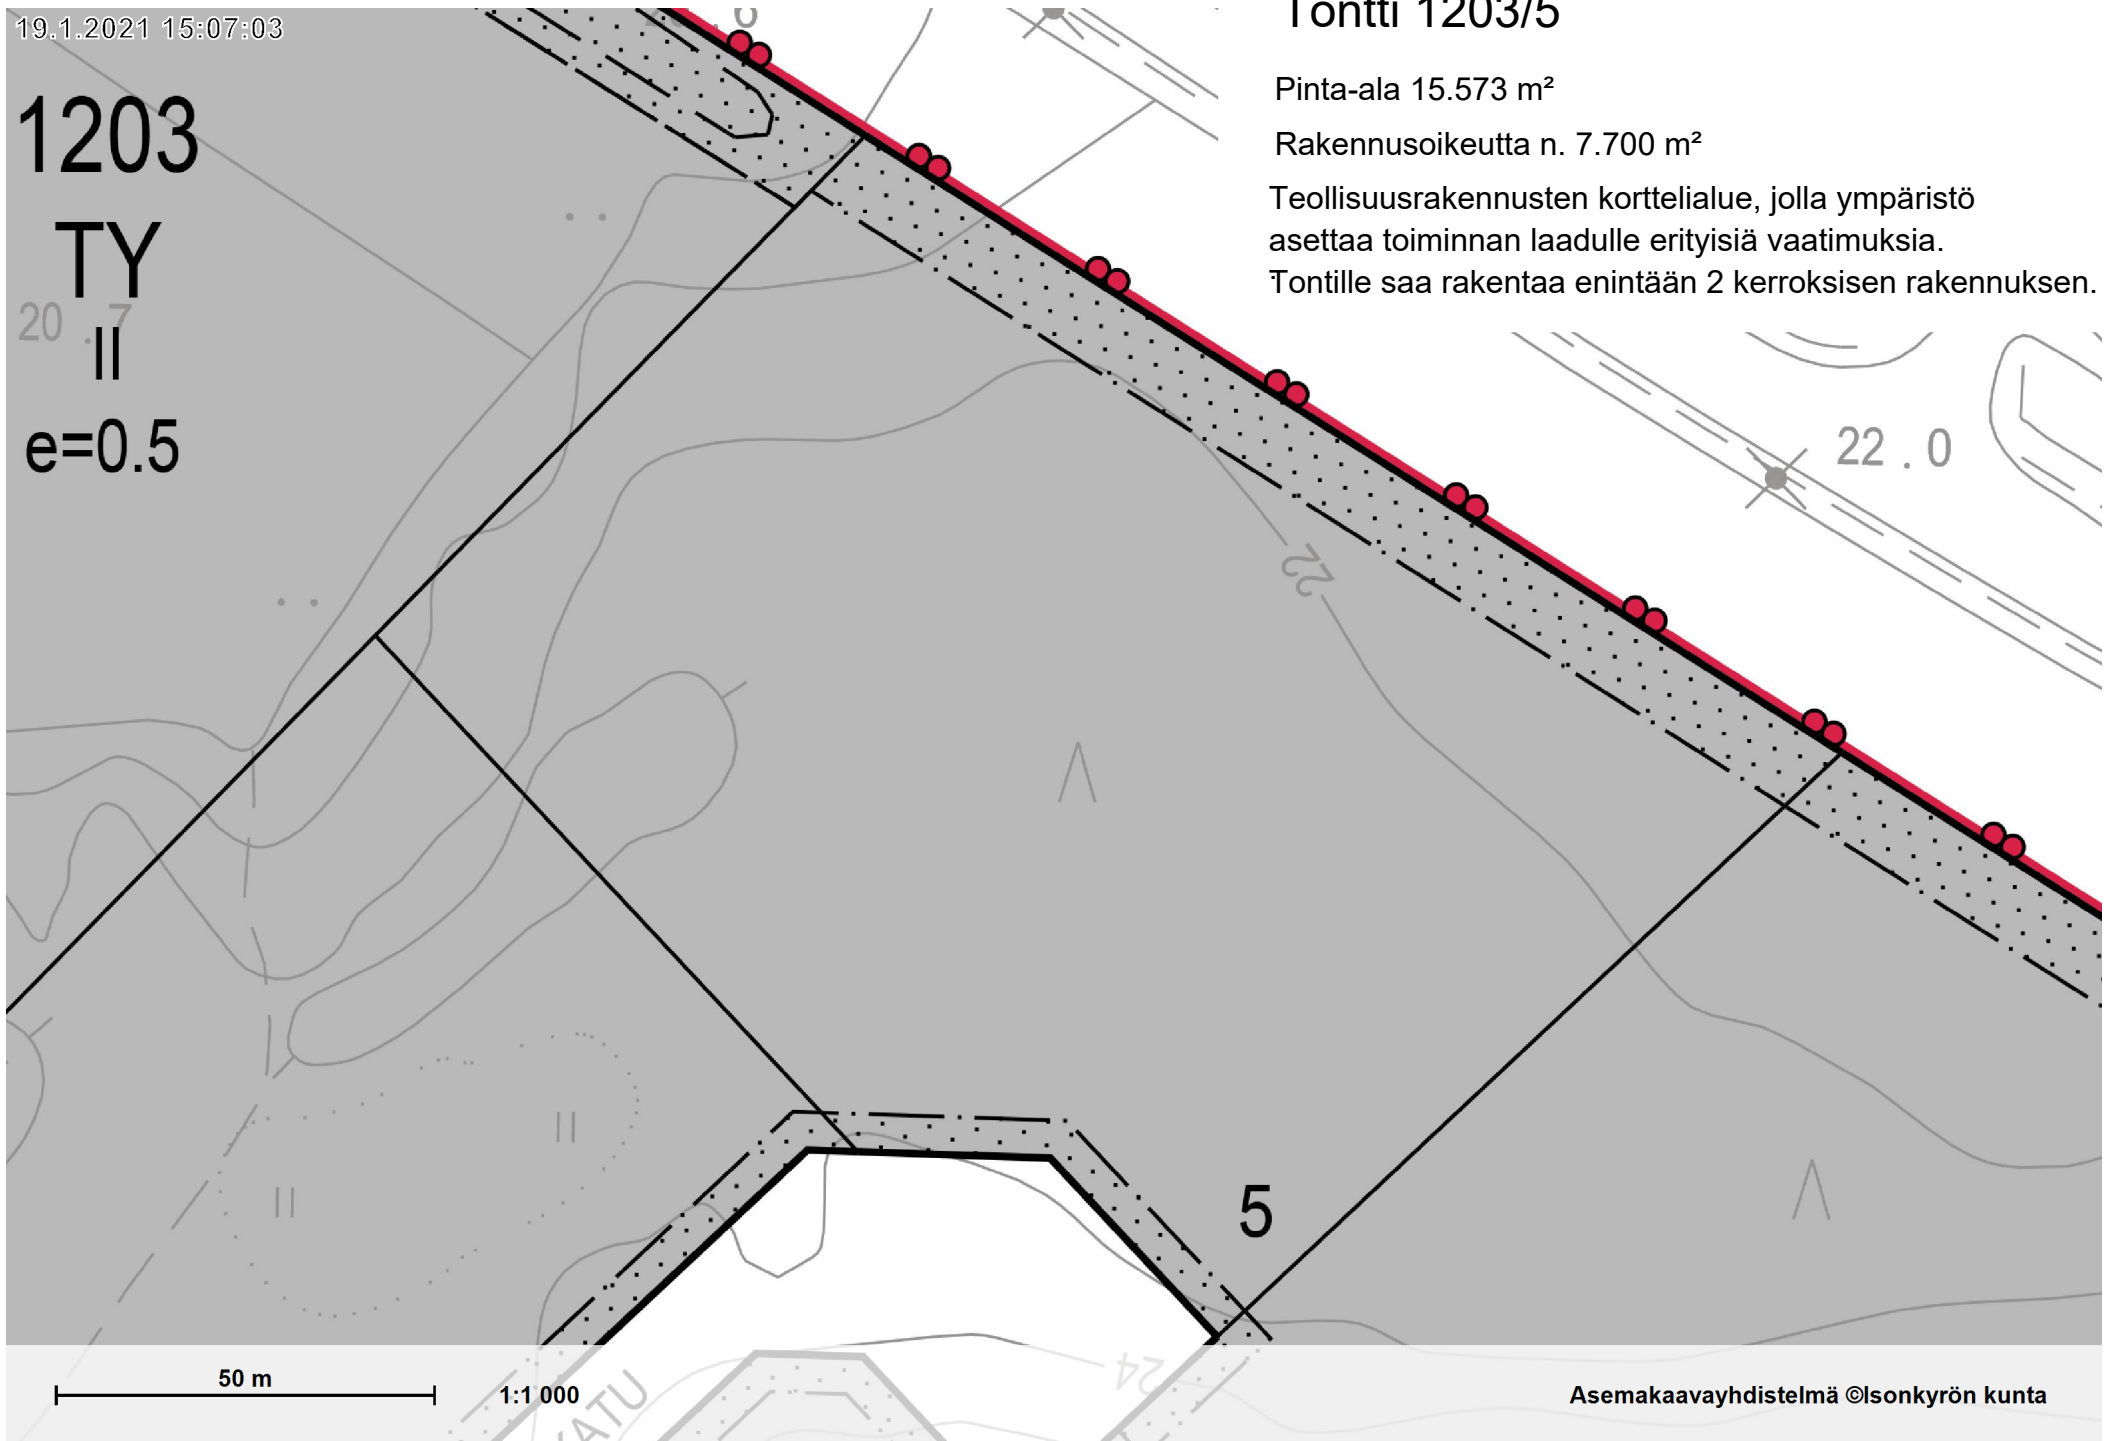 19.1.2021 15:07:03
Tontti 1203/5
Pinta-ala 15.573 m²
Rakennusoikeutta n. 7.700 m²
Teollisuusrakennusten korttelialue, jolla ympäristö
asettaa toiminnan laadulle erityisiä vaatimuksia.
Tontille saa rakentaa enintään 2 kerroksisen rakennuksen.
1203
TY
20.7
II
e=0.5
22.0
22
5
24
50 m
1:1 000
Asemakaavayhdistelmä ©Isonkyrön kunta